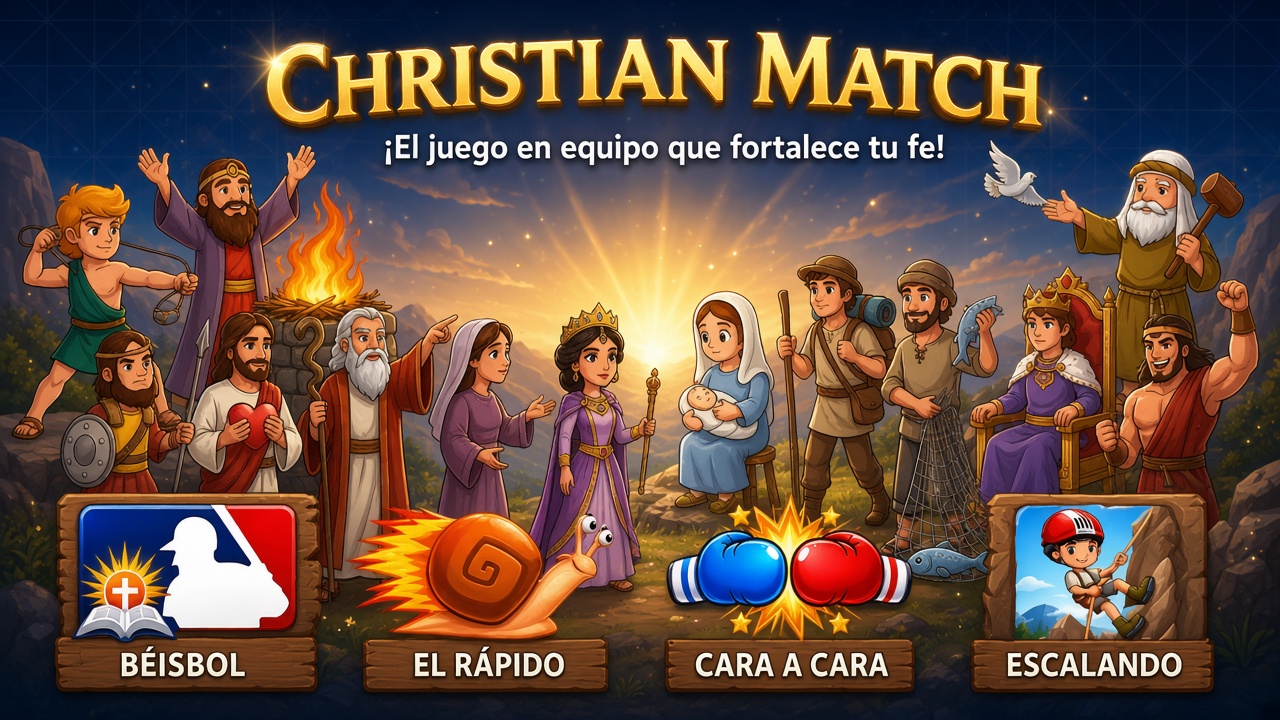 CHRISTIAN MATCH
¡El juego en equipo que fortalece tu fe!
BÉISBOL
EL RÁPIDO
CARA A CARA
ESCALANDO